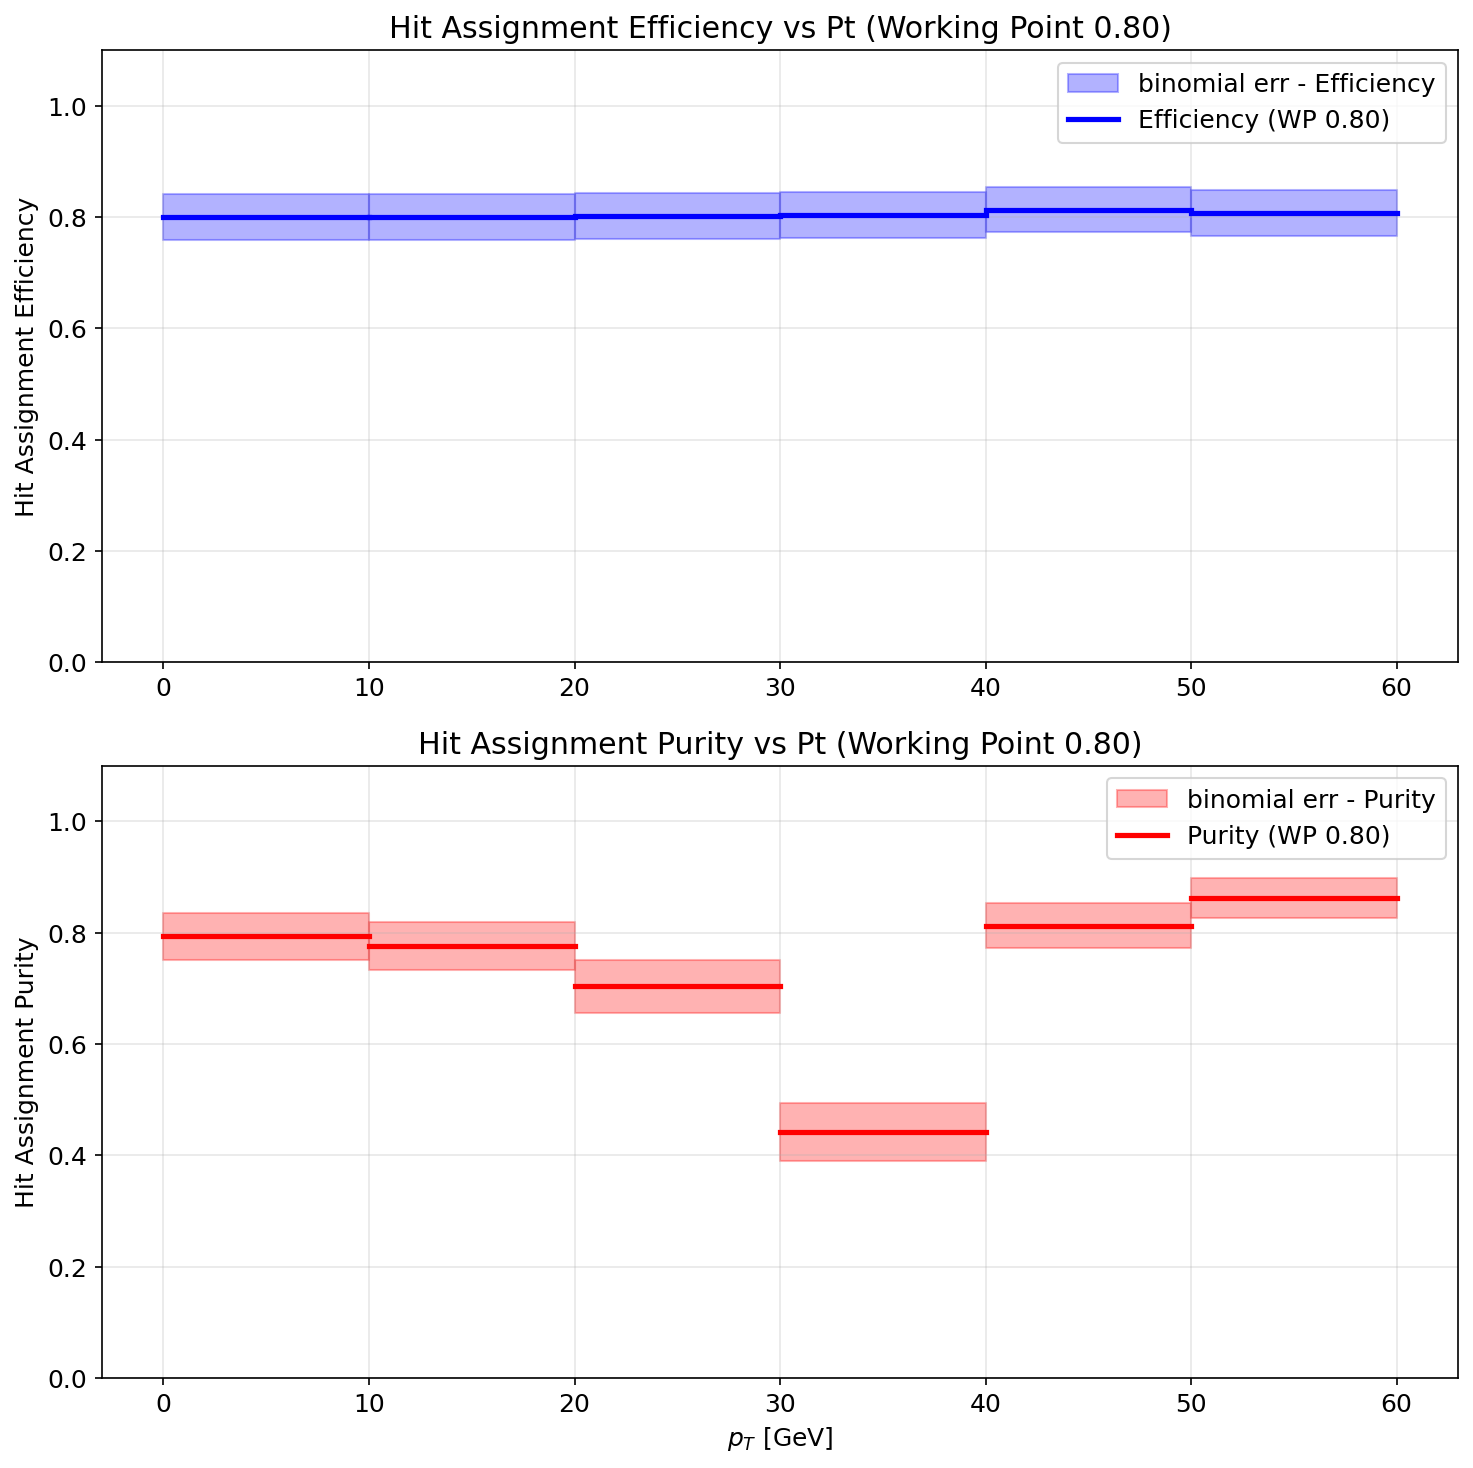 Hit Assignment Efficiency vs Pt (Working Point 0.80)
binomial err - Efficiency
Efficiency (WP 0.80)
Hit Assignment Efficiency
1.0
0.8
0.6
0.4
0.2
0.0
0 10 20 30 40 50 60
Hit Assignment Purity vs Pt (Working Point 0.80)
binomial err - Purity
Purity (WP 0.80)
Hit Assignment Purity
1.0
0.8
0.6
0.4
0.2
0.0
0 10 20 30 40 50 60
p_T [GeV]